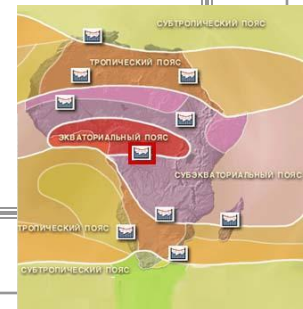 СУБТРОПИЧЕСКИЙ ПОЯС
ТРОПИЧЕСКИЙ ПОЯС
ЭКВАТОРИАЛЬНЫЙ ПОЯС
СУБЭКВАТОРИАЛЬНЫЙ ПОЯС
ТРОПИЧЕСКИЙ ПОЯС
СУБТРОПИЧЕСКИЙ ПОЯС